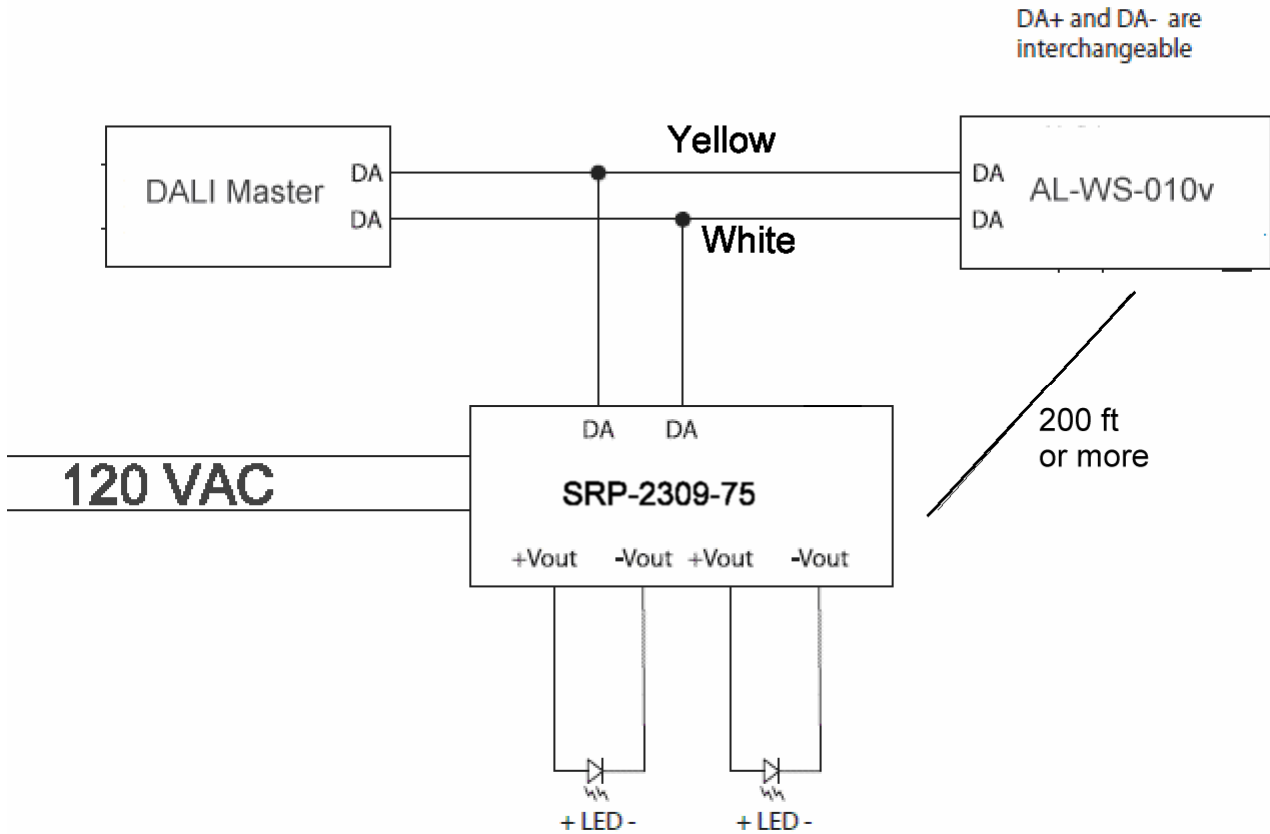 DA+ and DA- are
interchangeable
Yellow
DALI Master
DA
DA
DA
DA
AL-WS-010v
White
DA DA
SRP-2309-75
120 VAC
200 ft
or more
+Vout -Vout +Vout -Vout
+ LED - + LED -